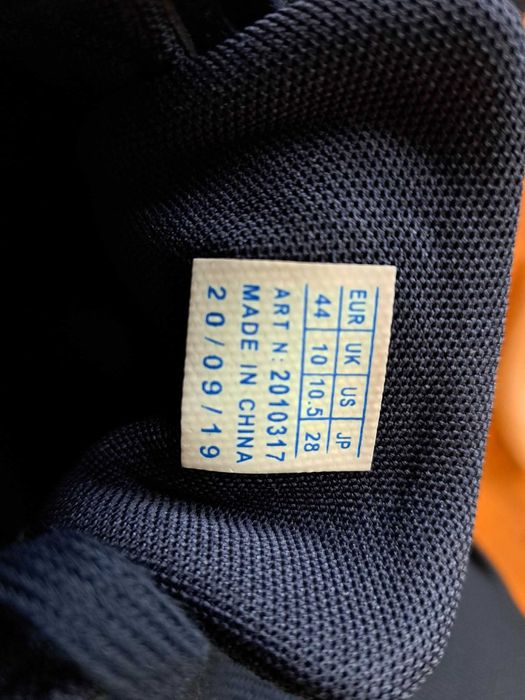 EUR UK US JP
44 10 10.5 28
ART N: 2010317
MADE IN CHINA
20/09/19